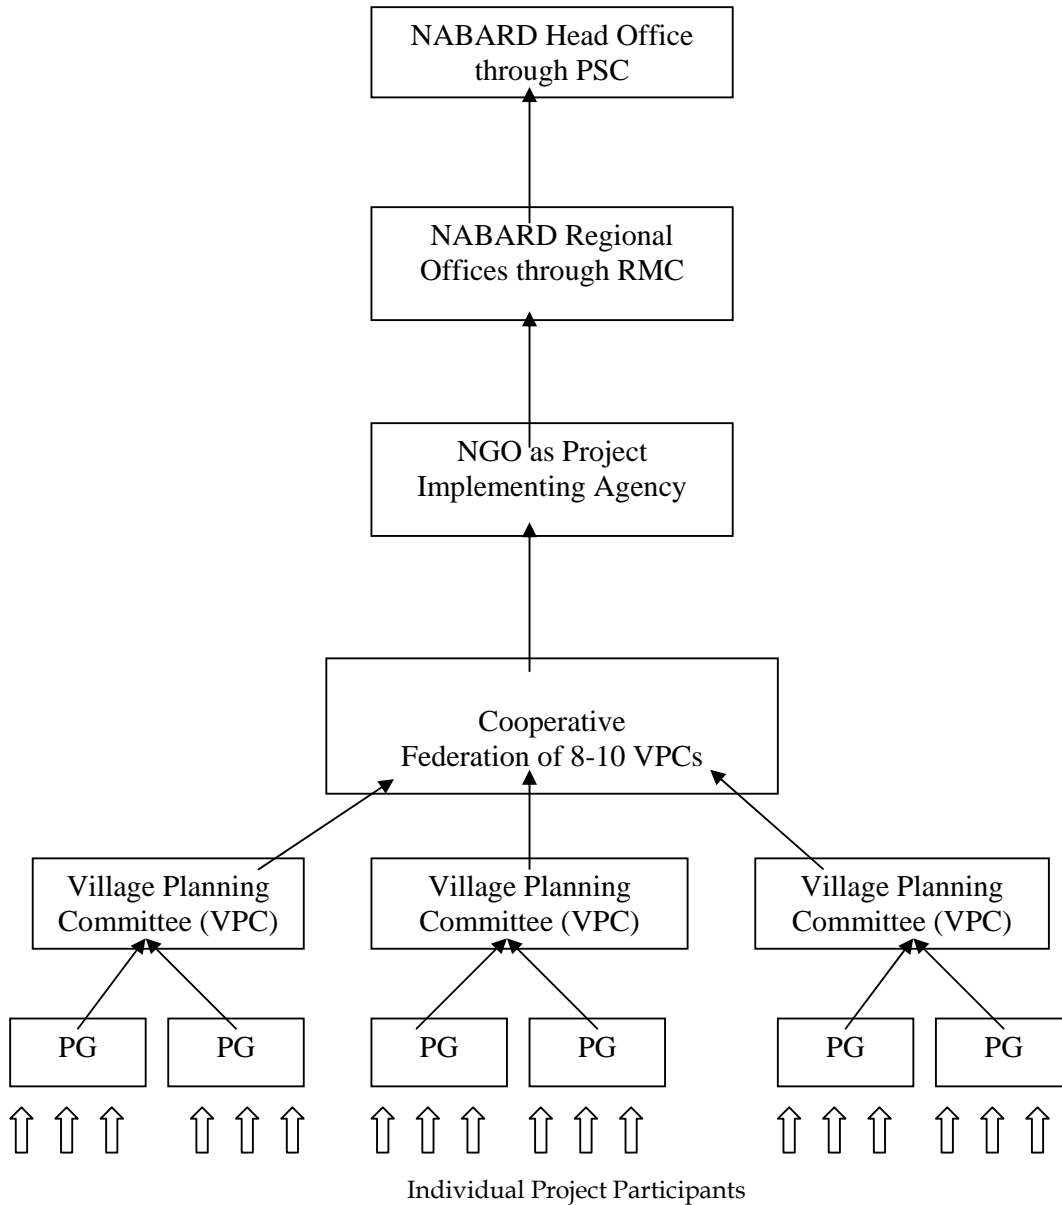 NABARD Head Office
through PSC
NABARD Regional
Offices through RMC
NGO as Project
Implementing Agency
Cooperative
Federation of 8-10 VPCs
Village Planning
Committee (VPC)
Village Planning
Committee (VPC)
Village Planning
Committee (VPC)
PG
PG
PG
PG
PG
PG
Individual Project Participants